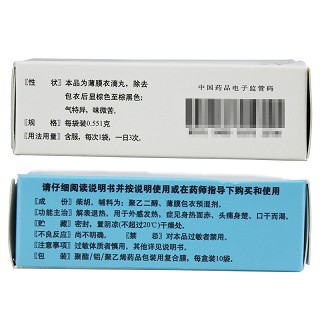 【性　　状】本品为薄膜衣滴丸，除去
包衣后显棕色至棕黑色；
气特异，味微苦。
【规　　格】每袋装0.551克
【用法用量】含服，每次1袋，一日3次。
中国药品电子监管码
请仔细阅读说明书并按说明使用或在药师指导下购买和使用
【成　　份】柴胡。辅料为：聚乙二醇、薄膜包衣预混剂。
【功能主治】解表退热。用于外感发热，症见身热面赤、头痛身楚、口干而渴。
【贮　　藏】密封，置阴凉(不超过20℃)干燥处。
【不良反应】尚不明确。【禁　　忌】对本品过敏者禁用。
【注意事项】过敏体质慎用，其他详见说明书。
【包　　装】聚酯/铝/聚乙烯药品包装用复合膜，每盒装10袋。